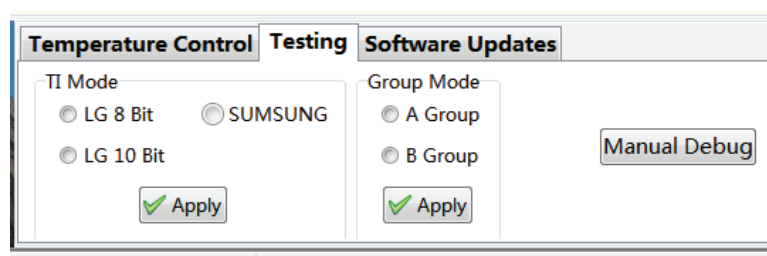 Temperature Control Testing Software Updates
TI Mode Group Mode
LG 8 Bit SUMSUNG A Group
LG 10 Bit B Group
Manual Debug
Apply Apply